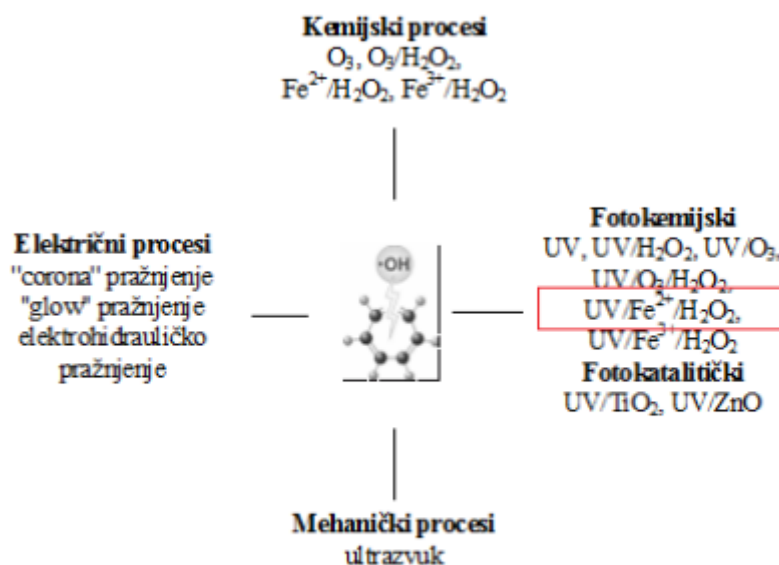 Kemijski procesi
O₃, O₃/H₂O₂,
Fe²⁺/H₂O₂, Fe³⁺/H₂O₂
Električni procesi
"corona" pražnjenje
"glow" pražnjenje
elektrohidrauličko
pražnjenje
•OH
Fotokemijski
UV, UV/H₂O₂, UV/O₃,
UV/O₃/H₂O₂,
UV/Fe²⁺/H₂O₂,
UV/Fe³⁺/H₂O₂
Fotokatalitički
UV/TiO₂, UV/ZnO
Mehanički procesi
ultrazvuk